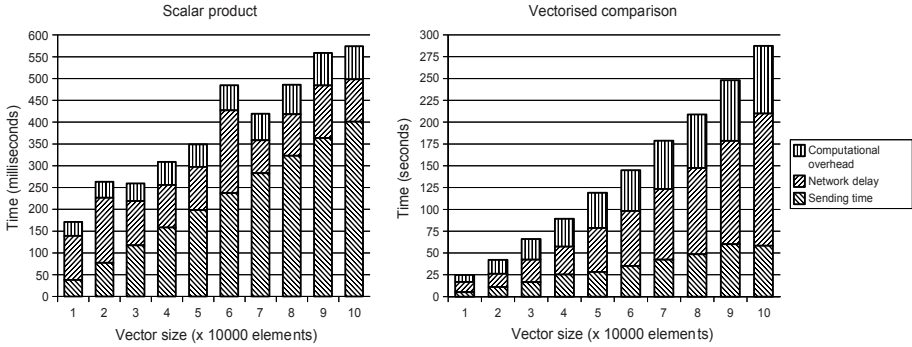 Scalar product
600
550
500
450
400
350
300
250
200
150
100
50
0
Time (milliseconds)
1 2 3 4 5 6 7 8 9 10
Vector size (x 10000 elements)
Vectorised comparison
300
275
250
225
200
175
150
125
100
75
50
25
0
Time (seconds)
1 2 3 4 5 6 7 8 9 10
Vector size (x 10000 elements)
Computational
overhead
Network delay
Sending time